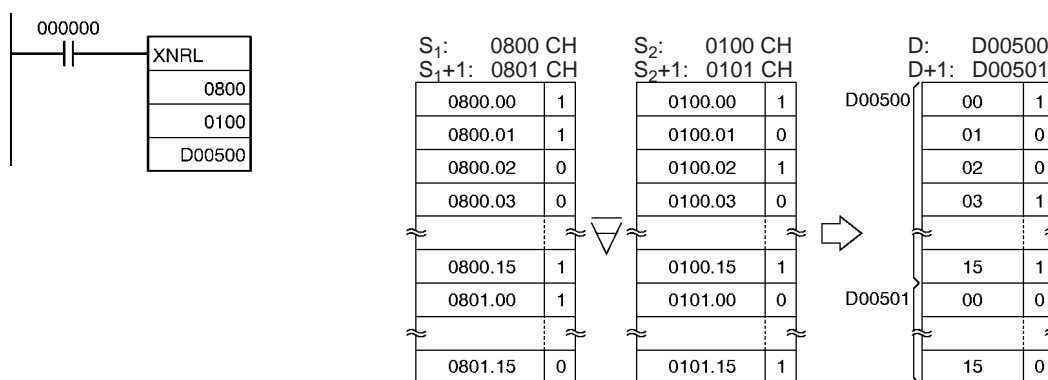 000000
XNRL
0800
0100
D00500
S₁: 0800 CH
S₁+1: 0801 CH
0800.00 1
0800.01 1
0800.02 0
0800.03 0
0800.15 1
0801.00 1
0801.15 0
S₂: 0100 CH
S₂+1: 0101 CH
0100.00 1
0100.01 0
0100.02 1
0100.03 0
0100.15 1
0101.00 0
0101.15 1
D: D00500
D+1: D00501
D00500
00 1
01 0
02 0
03 1
15 1
D00501
00 0
15 0